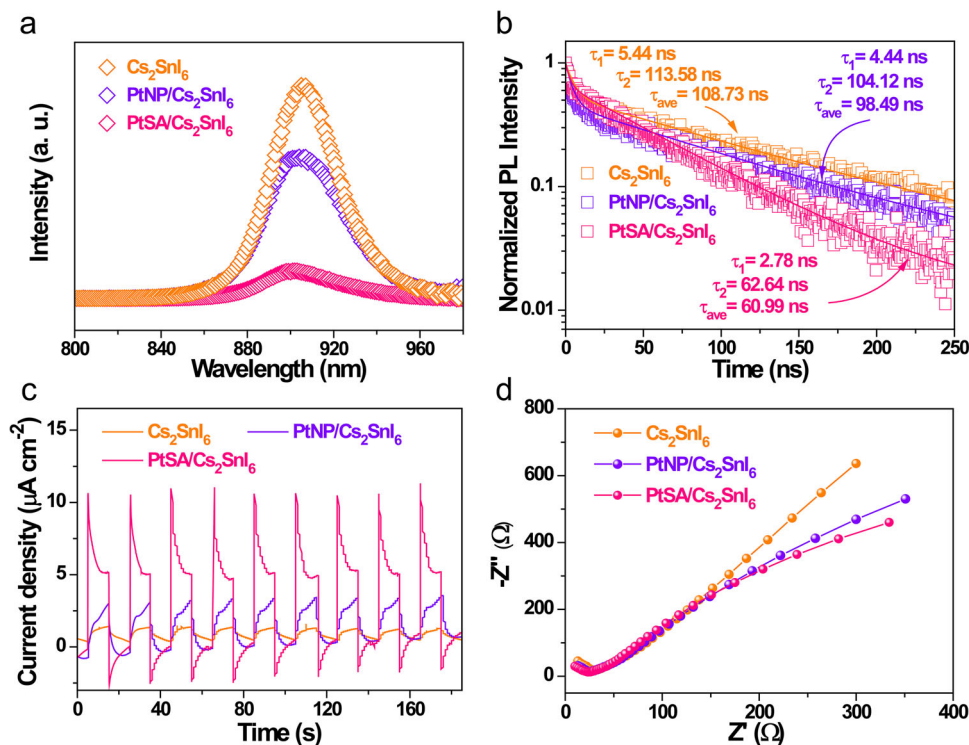 a
Intensity (a. u.)
Cs₂SnI₆
PtNP/Cs₂SnI₆
PtSA/Cs₂SnI₆
800 840 880 920 960
Wavelength (nm)
b
Normalized PL Intensity
1
0.1
0.01
τ₁= 5.44 ns
τ₂= 113.58 ns
τave= 108.73 ns
τ₁= 4.44 ns
τ₂= 104.12 ns
τave= 98.49 ns
Cs₂SnI₆
PtNP/Cs₂SnI₆
PtSA/Cs₂SnI₆
τ₁= 2.78 ns
τ₂= 62.64 ns
τave= 60.99 ns
0 50 100 150 200 250
Time (ns)
c
Current density (μA cm⁻²)
15
10
5
0
Cs₂SnI₆ PtNP/Cs₂SnI₆
PtSA/Cs₂SnI₆
0 40 80 120 160
Time (s)
d
-Z'' (Ω)
800
600
400
200
0
Cs₂SnI₆
PtNP/Cs₂SnI₆
PtSA/Cs₂SnI₆
0 100 200 300 400
Z' (Ω)